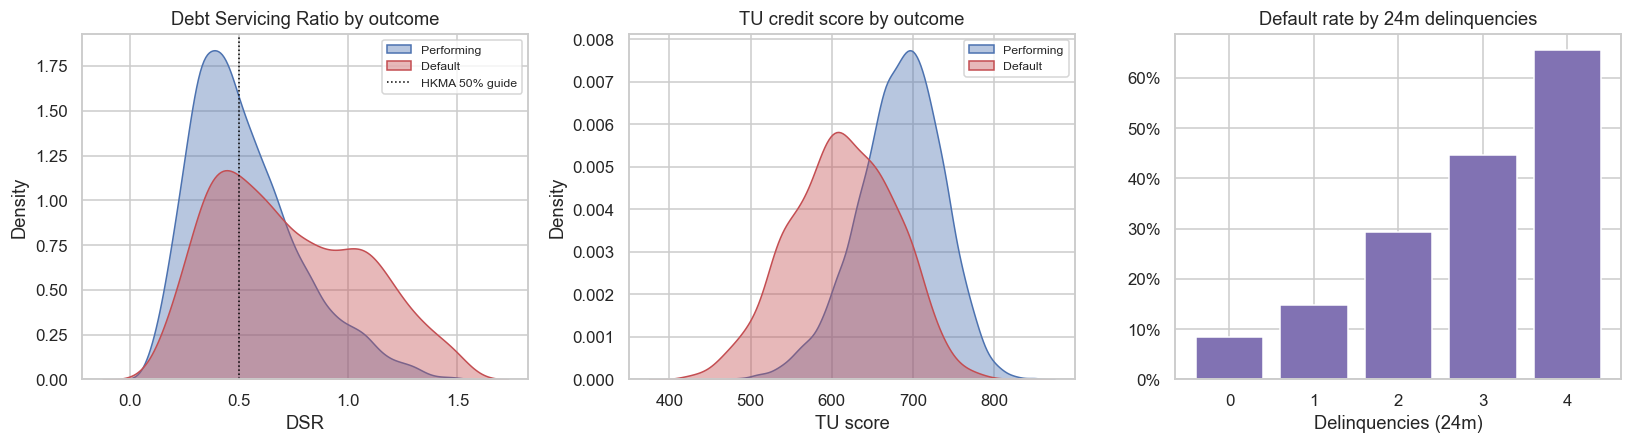 Debt Servicing Ratio by outcome
Density
1.75
1.50
1.25
1.00
0.75
0.50
0.25
0.00
0.0 0.5 1.0 1.5
DSR
Performing
Default
HKMA 50% guide
TU credit score by outcome
Density
0.008
0.007
0.006
0.005
0.004
0.003
0.002
0.001
0.000
400 500 600 700 800
TU score
Performing
Default
Default rate by 24m delinquencies
60%
50%
40%
30%
20%
10%
0%
0 1 2 3 4
Delinquencies (24m)